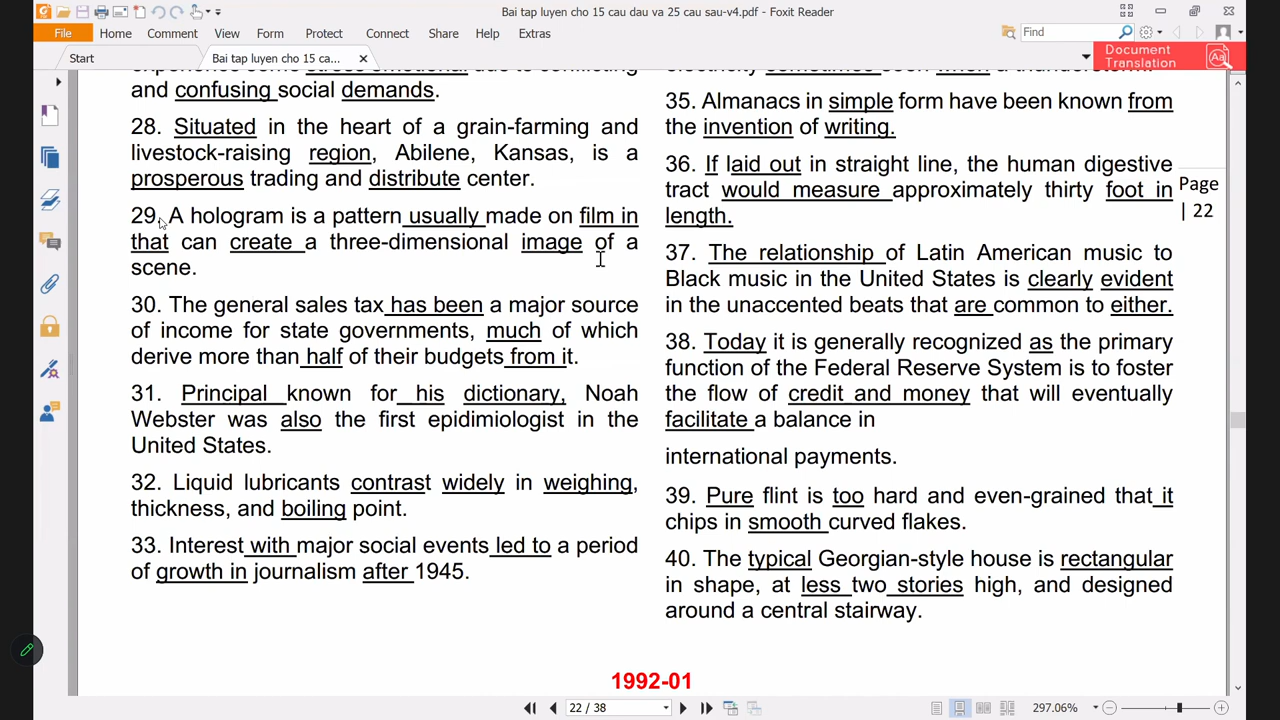 Bai tap luyen cho 15 cau dau va 25 cau sau-v4.pdf - Foxit Reader
File Home Comment View Form Protect Connect Share Help Extras Find
Start Bai tap luyen cho 15 ca... Document Translation
and confusing social demands.
28. Situated in the heart of a grain-farming and
livestock-raising region, Abilene, Kansas, is a
prosperous trading and distribute center.
29. A hologram is a pattern usually made on film in
that can create a three-dimensional image of a
scene.
30. The general sales tax has been a major source
of income for state governments, much of which
derive more than half of their budgets from it.
31. Principal known for his dictionary, Noah
Webster was also the first epidimiologist in the
United States.
32. Liquid lubricants contrast widely in weighing,
thickness, and boiling point.
33. Interest with major social events led to a period
of growth in journalism after 1945.
35. Almanacs in simple form have been known from
the invention of writing.
36. If laid out in straight line, the human digestive
tract would measure approximately thirty foot in
length.
37. The relationship of Latin American music to
Black music in the United States is clearly evident
in the unaccented beats that are common to either.
38. Today it is generally recognized as the primary
function of the Federal Reserve System is to foster
the flow of credit and money that will eventually
facilitate a balance in
international payments.
39. Pure flint is too hard and even-grained that it
chips in smooth curved flakes.
40. The typical Georgian-style house is rectangular
in shape, at less two stories high, and designed
around a central stairway.
Page
| 22
1992-01
22 / 38 297.06%